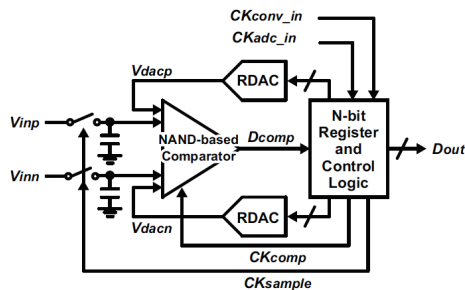 CKconv_in
CKadc_in
Vdacp
RDAC
Vinp
NAND-based
Comparator
Dcomp
N-bit
Register
and
Control
Logic
Dout
Vinn
Vdacn
RDAC
CKcomp
CKsample